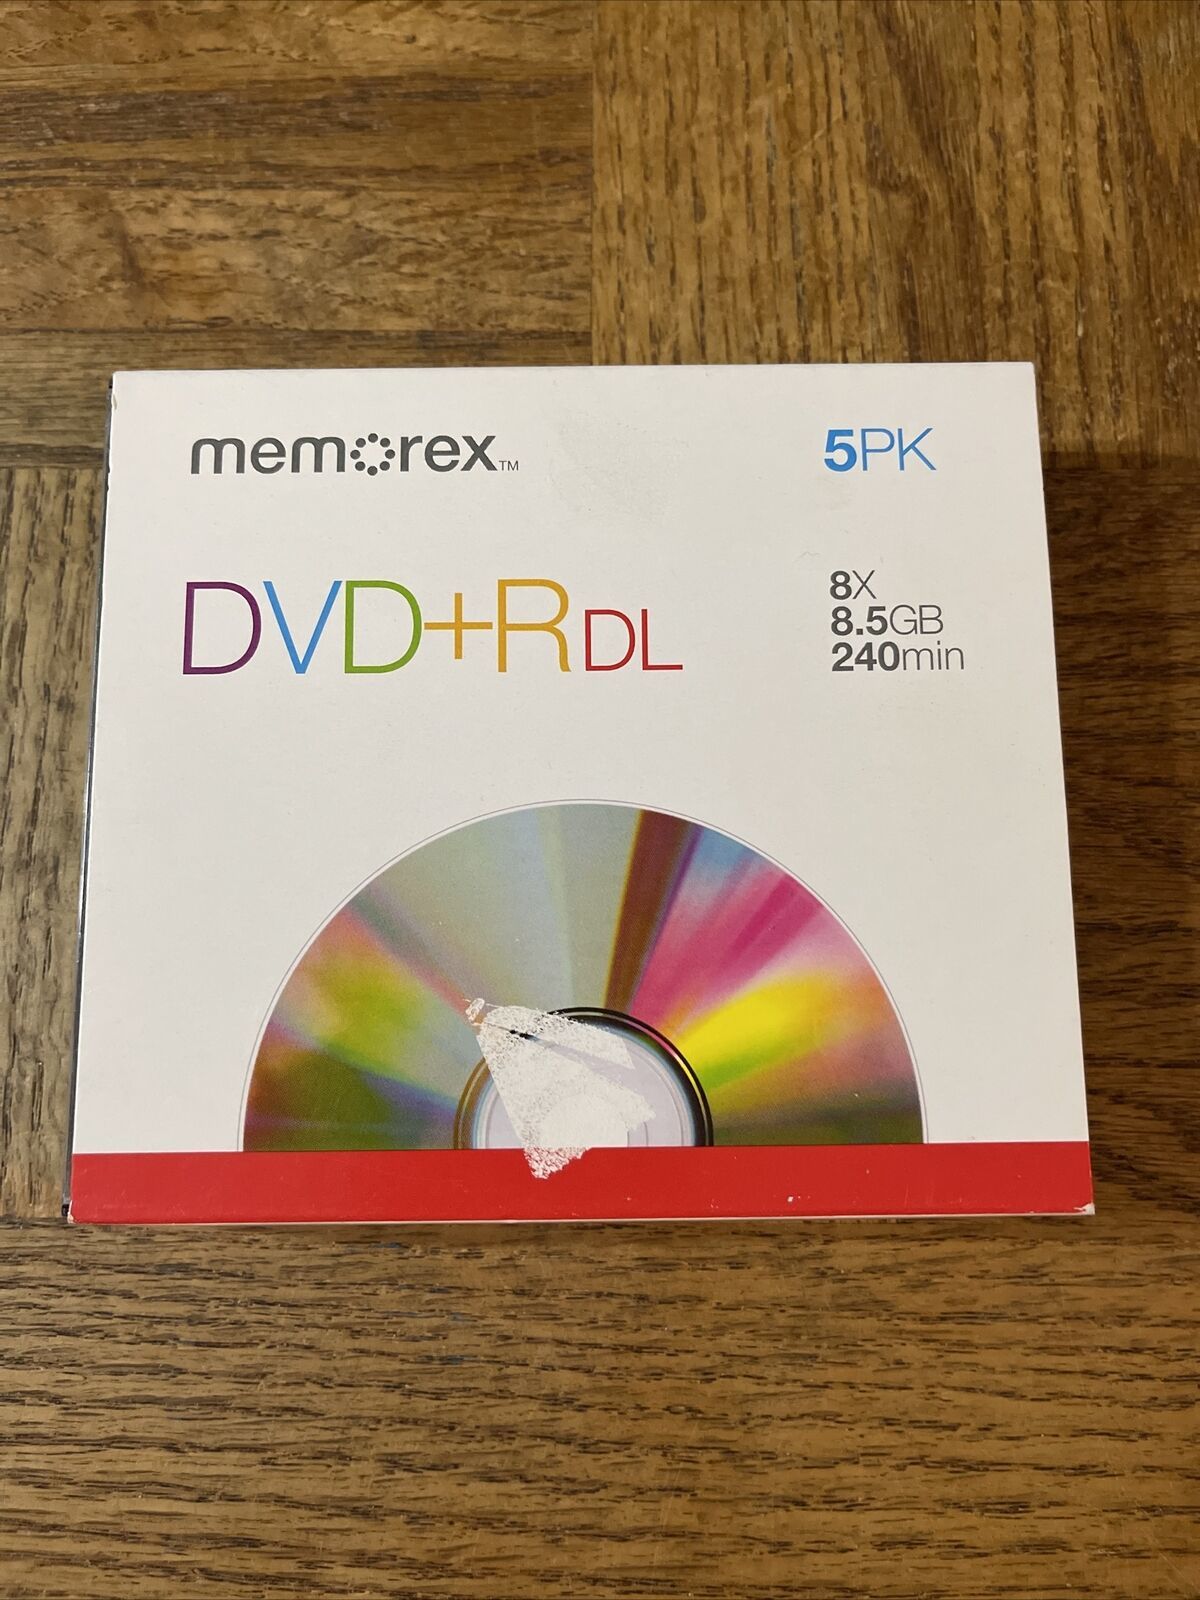 memorex™
5PK
DVD+R DL
8X
8.5GB
240min